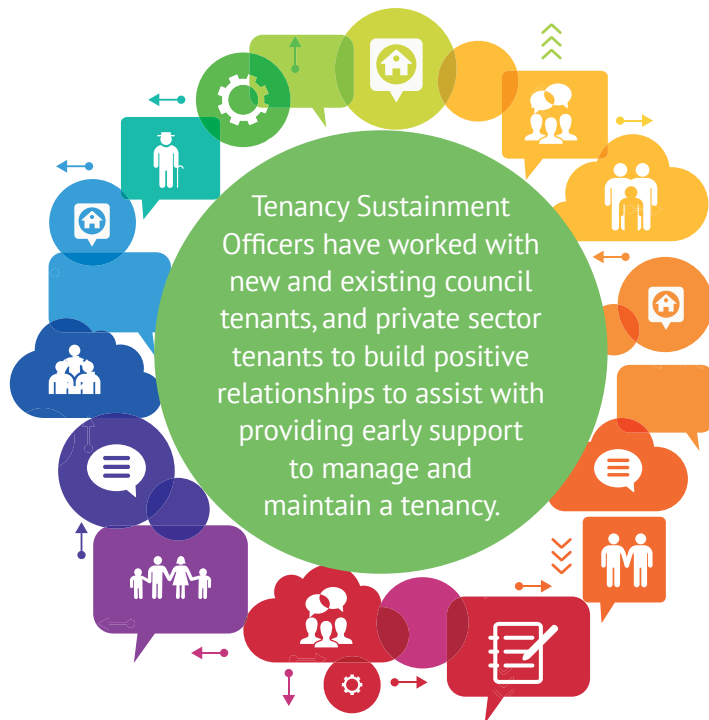 Tenancy Sustainment
Officers have worked with
new and existing council
tenants, and private sector
tenants to build positive
relationships to assist with
providing early support
to manage and
maintain a tenancy.